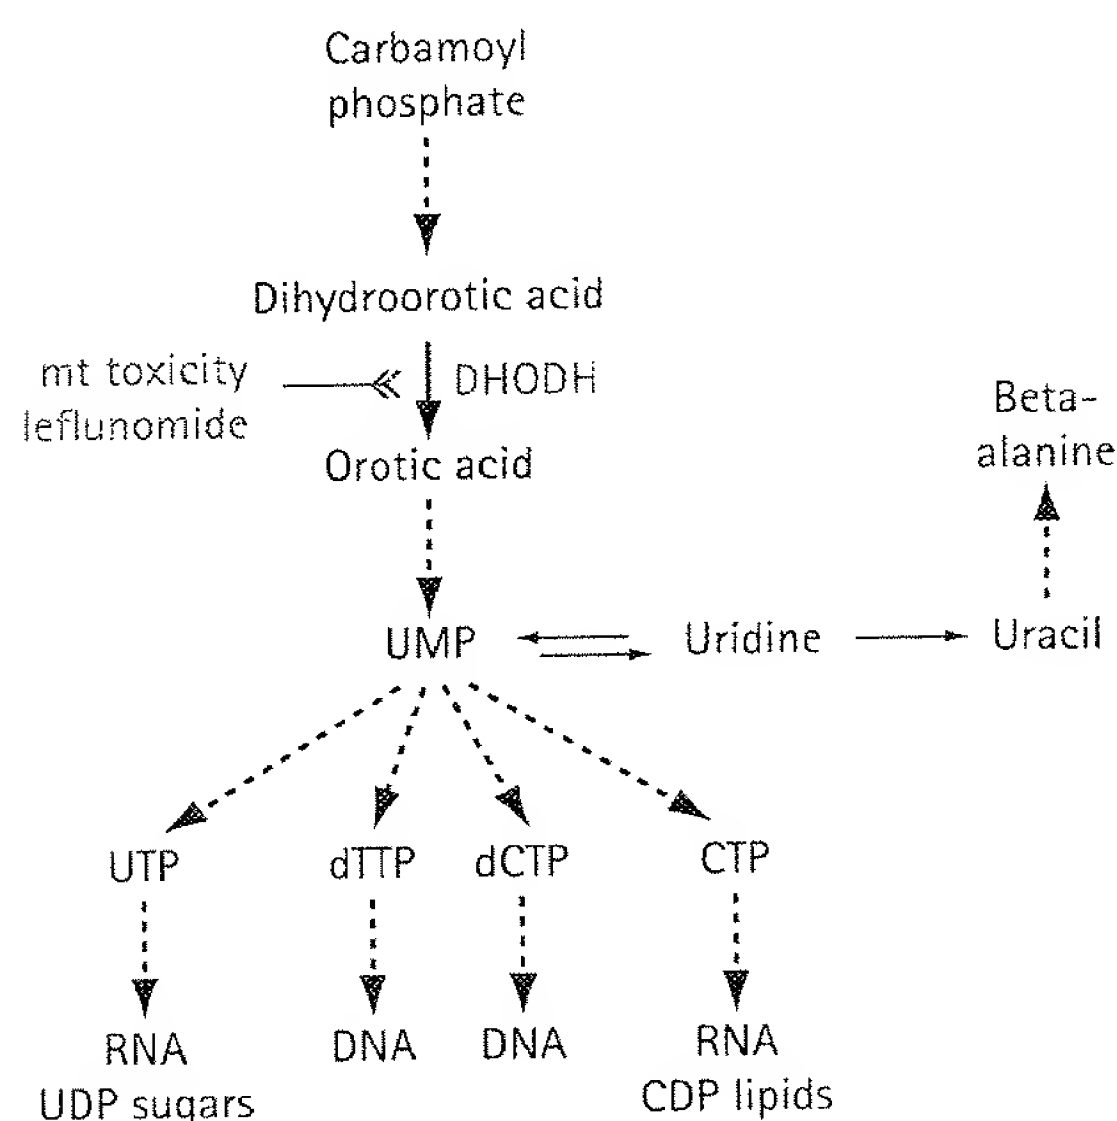 Carbamoyl
phosphate
Dihydroorotic acid
mt toxicity
leflunomide
DHODH
Orotic acid
Beta-
alanine
UMP
Uridine
Uracil
UTP
dTTP
dCTP
CTP
RNA
UDP sugars
DNA
DNA
RNA
CDP lipids